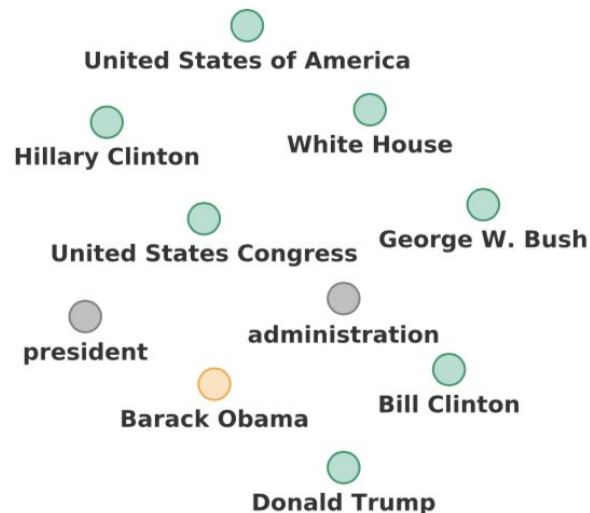 United States of America
White House
Hillary Clinton
George W. Bush
United States Congress
administration
president
Bill Clinton
Barack Obama
Donald Trump